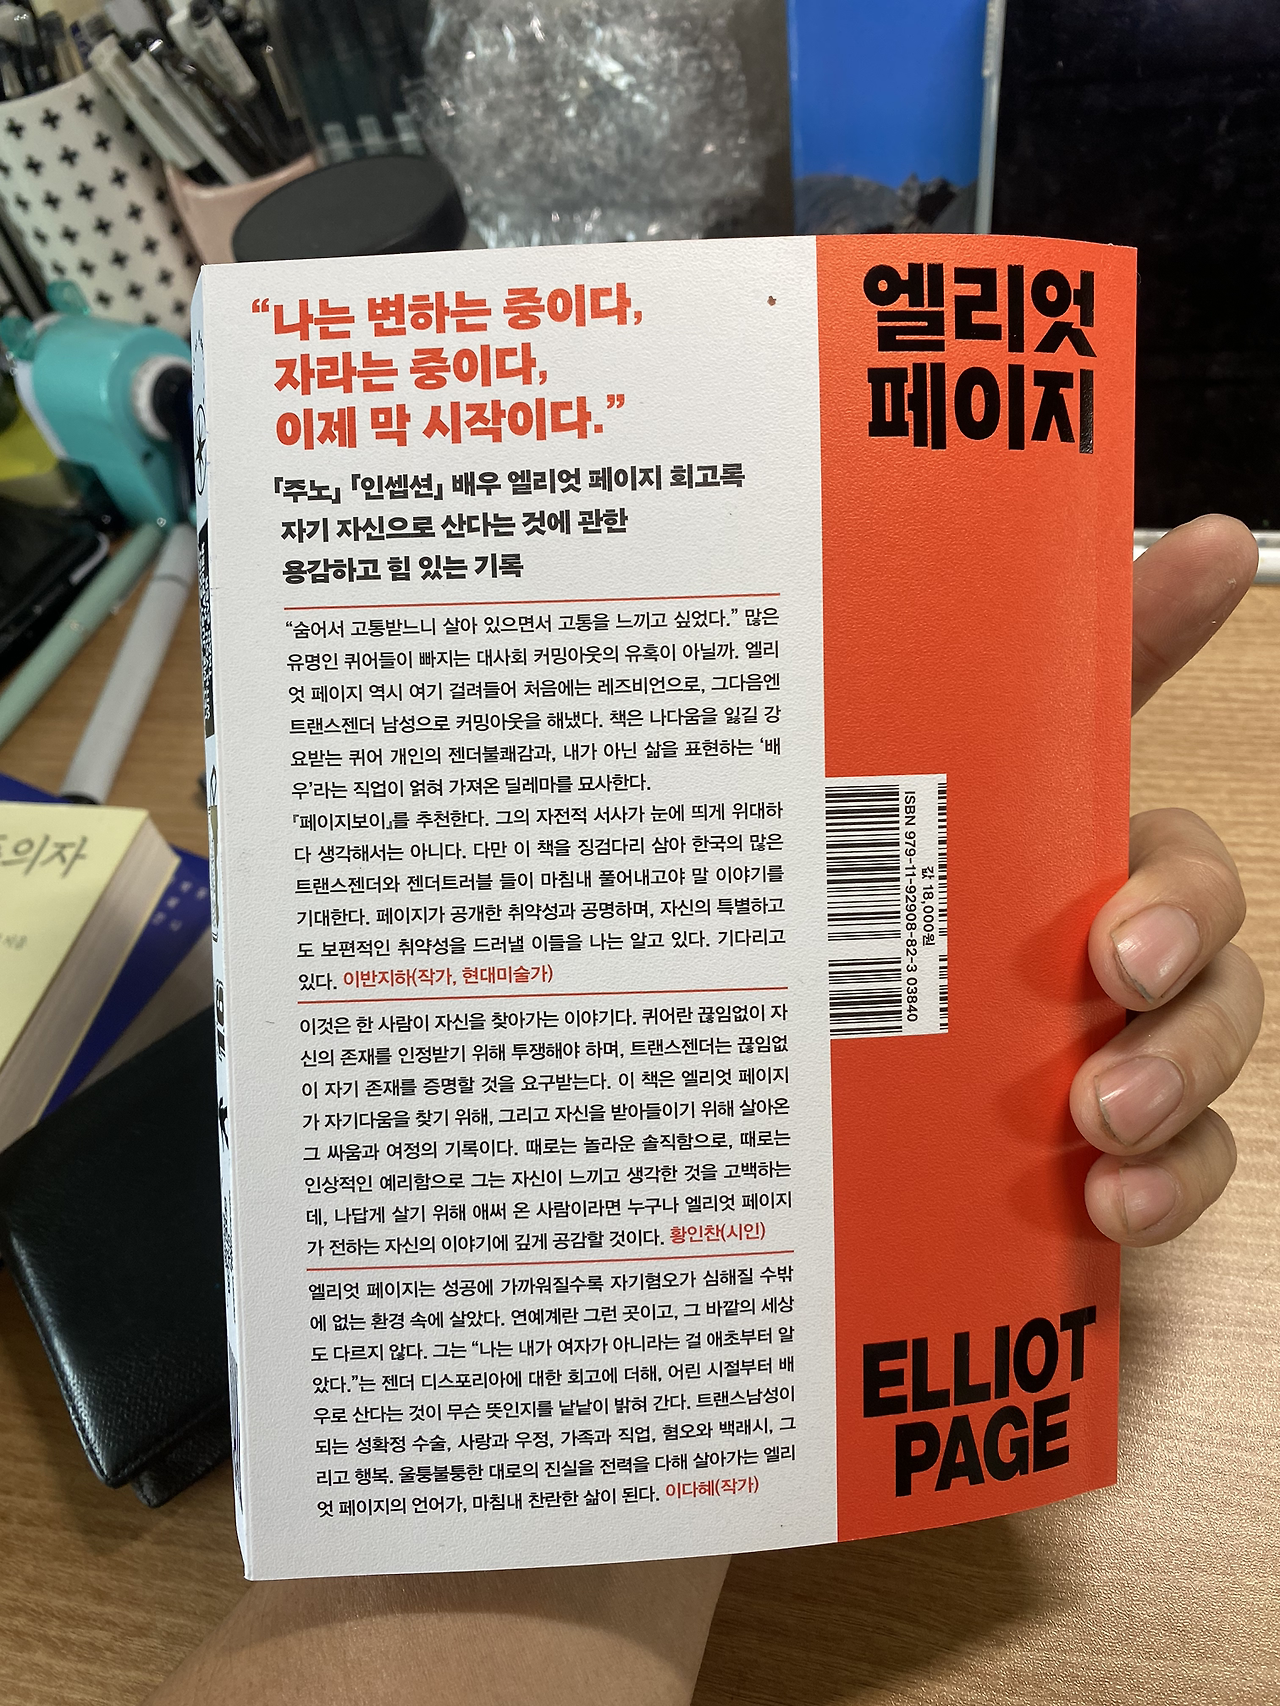 “나는 변하는 중이다,
자라는 중이다,
이제 막 시작이다.”
「주노」 「인셉션」 배우 엘리엇 페이지 회고록
자기 자신으로 산다는 것에 관한
용감하고 힘 있는 기록
“숨어서 고통받느니 살아 있으면서 고통을 느끼고 싶었다.” 많은
유명인 퀴어들이 빠지는 대사회 커밍아웃의 유혹이 아닐까. 엘리
엇 페이지 역시 여기 걸려들어 처음에는 레즈비언으로, 그다음엔
트랜스젠더 남성으로 커밍아웃을 해냈다. 책은 나다움을 잃길 강
요받는 퀴어 개인의 젠더불쾌감과, 내가 아닌 삶을 표현하는 ‘배
우’라는 직업이 얽혀 가져온 딜레마를 묘사한다.
『페이지보이』를 추천한다. 그의 자전적 서사가 눈에 띄게 위대하
다 생각해서는 아니다. 다만 이 책을 징검다리 삼아 한국의 많은
트랜스젠더와 젠더트러블 들이 마침내 풀어내고야 말 이야기를
기대한다. 페이지가 공개한 취약성과 공명하며, 자신의 특별하고
도 보편적인 취약성을 드러낼 이들을 나는 알고 있다. 기다리고
있다. 이반지하(작가, 현대미술가)
이것은 한 사람이 자신을 찾아가는 이야기다. 퀴어란 끊임없이 자
신의 존재를 인정받기 위해 투쟁해야 하며, 트랜스젠더는 끊임없
이 자기 존재를 증명할 것을 요구받는다. 이 책은 엘리엇 페이지
가 자기다움을 찾기 위해, 그리고 자신을 받아들이기 위해 살아온
그 싸움과 여정의 기록이다. 때로는 놀라운 솔직함으로, 때로는
인상적인 예리함으로 그는 자신이 느끼고 생각한 것을 고백하는
데, 나답게 살기 위해 애써 온 사람이라면 누구나 엘리엇 페이지
가 전하는 자신의 이야기에 깊게 공감할 것이다. 황인찬(시인)
엘리엇 페이지는 성공에 가까워질수록 자기혐오가 심해질 수밖
에 없는 환경 속에 살았다. 연예계란 그런 곳이고, 그 바깥의 세상
도 다르지 않다. 그는 “나는 내가 여자가 아니라는 걸 애초부터 알
았다.”는 젠더 디스포리아에 대한 회고에 더해, 어린 시절부터 배
우로 산다는 것이 무슨 뜻인지를 낱낱이 밝혀 간다. 트랜스남성이
되는 성확정 수술, 사랑과 우정, 가족과 직업, 혐오와 백래시, 그
리고 행복. 울퉁불퉁한 대로의 진실을 전력을 다해 살아가는 엘리
엇 페이지의 언어가, 마침내 찬란한 삶이 된다. 이다혜(작가)
엘리엇
페이지
값 18,000원
ISBN 979-11-92908-82-3 03840
ELLIOT
PAGE
의자